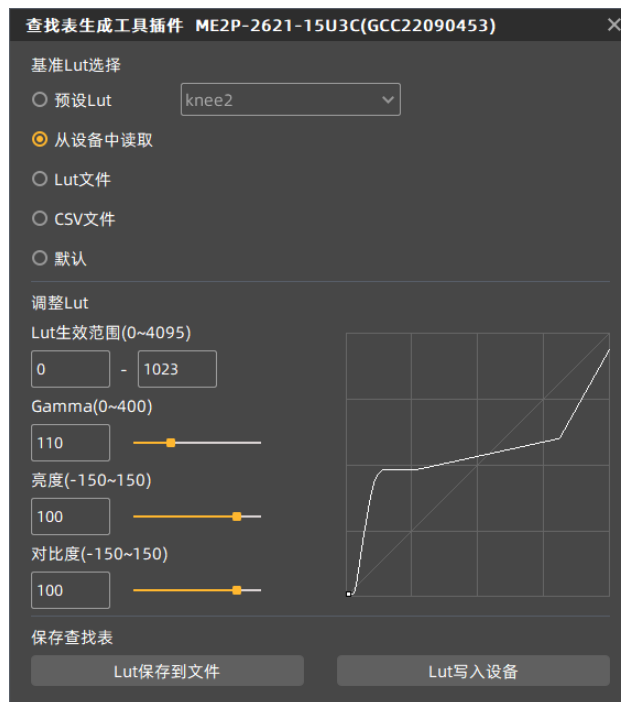 查找表生成工具插件 ME2P-2621-15U3C(GCC22090453)
基准Lut选择
预设Lut knee2
从设备中读取
Lut文件
CSV文件
默认
调整Lut
Lut生效范围(0~4095)
0 - 1023
Gamma(0~400)
110
亮度(-150~150)
100
对比度(-150~150)
100
保存查找表
Lut保存到文件 Lut写入设备